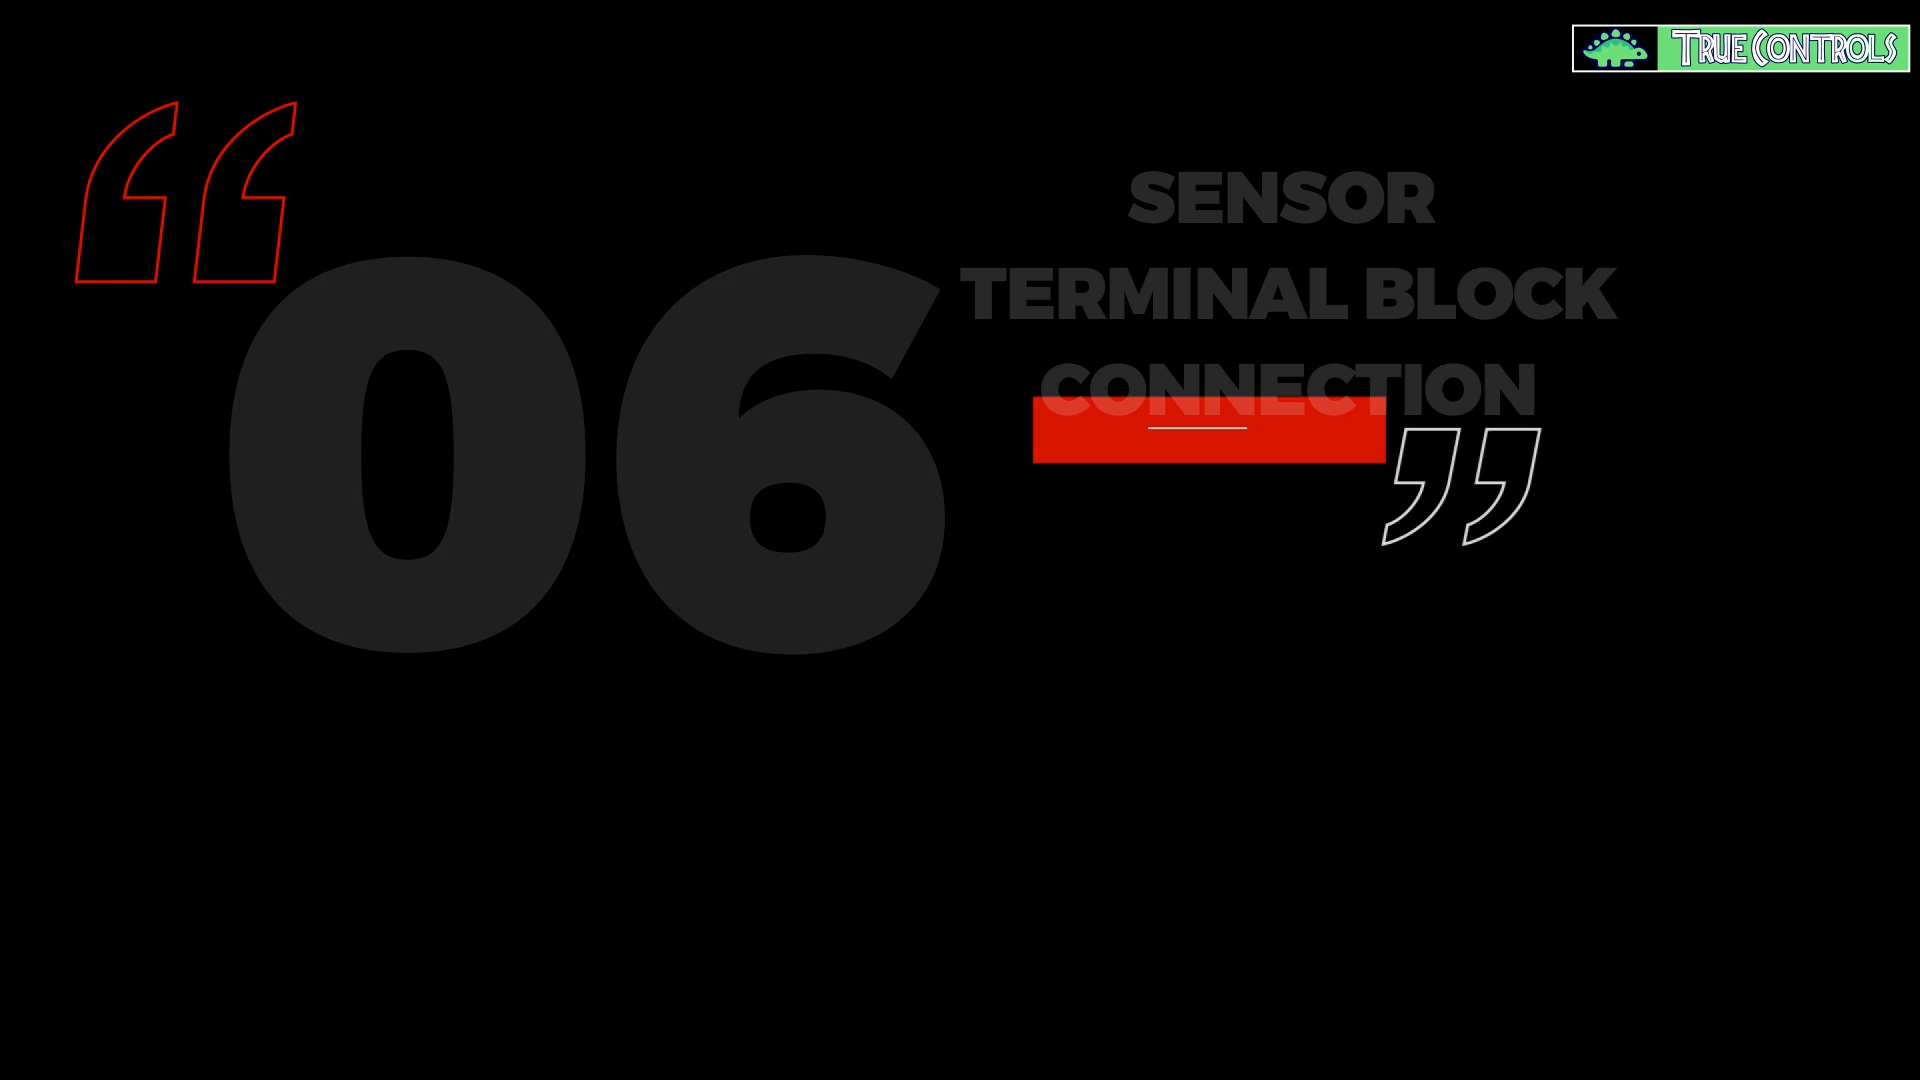 TRUE CONTROLS
“
06
SENSOR
TERMINAL BLOCK
CONNECTION
”